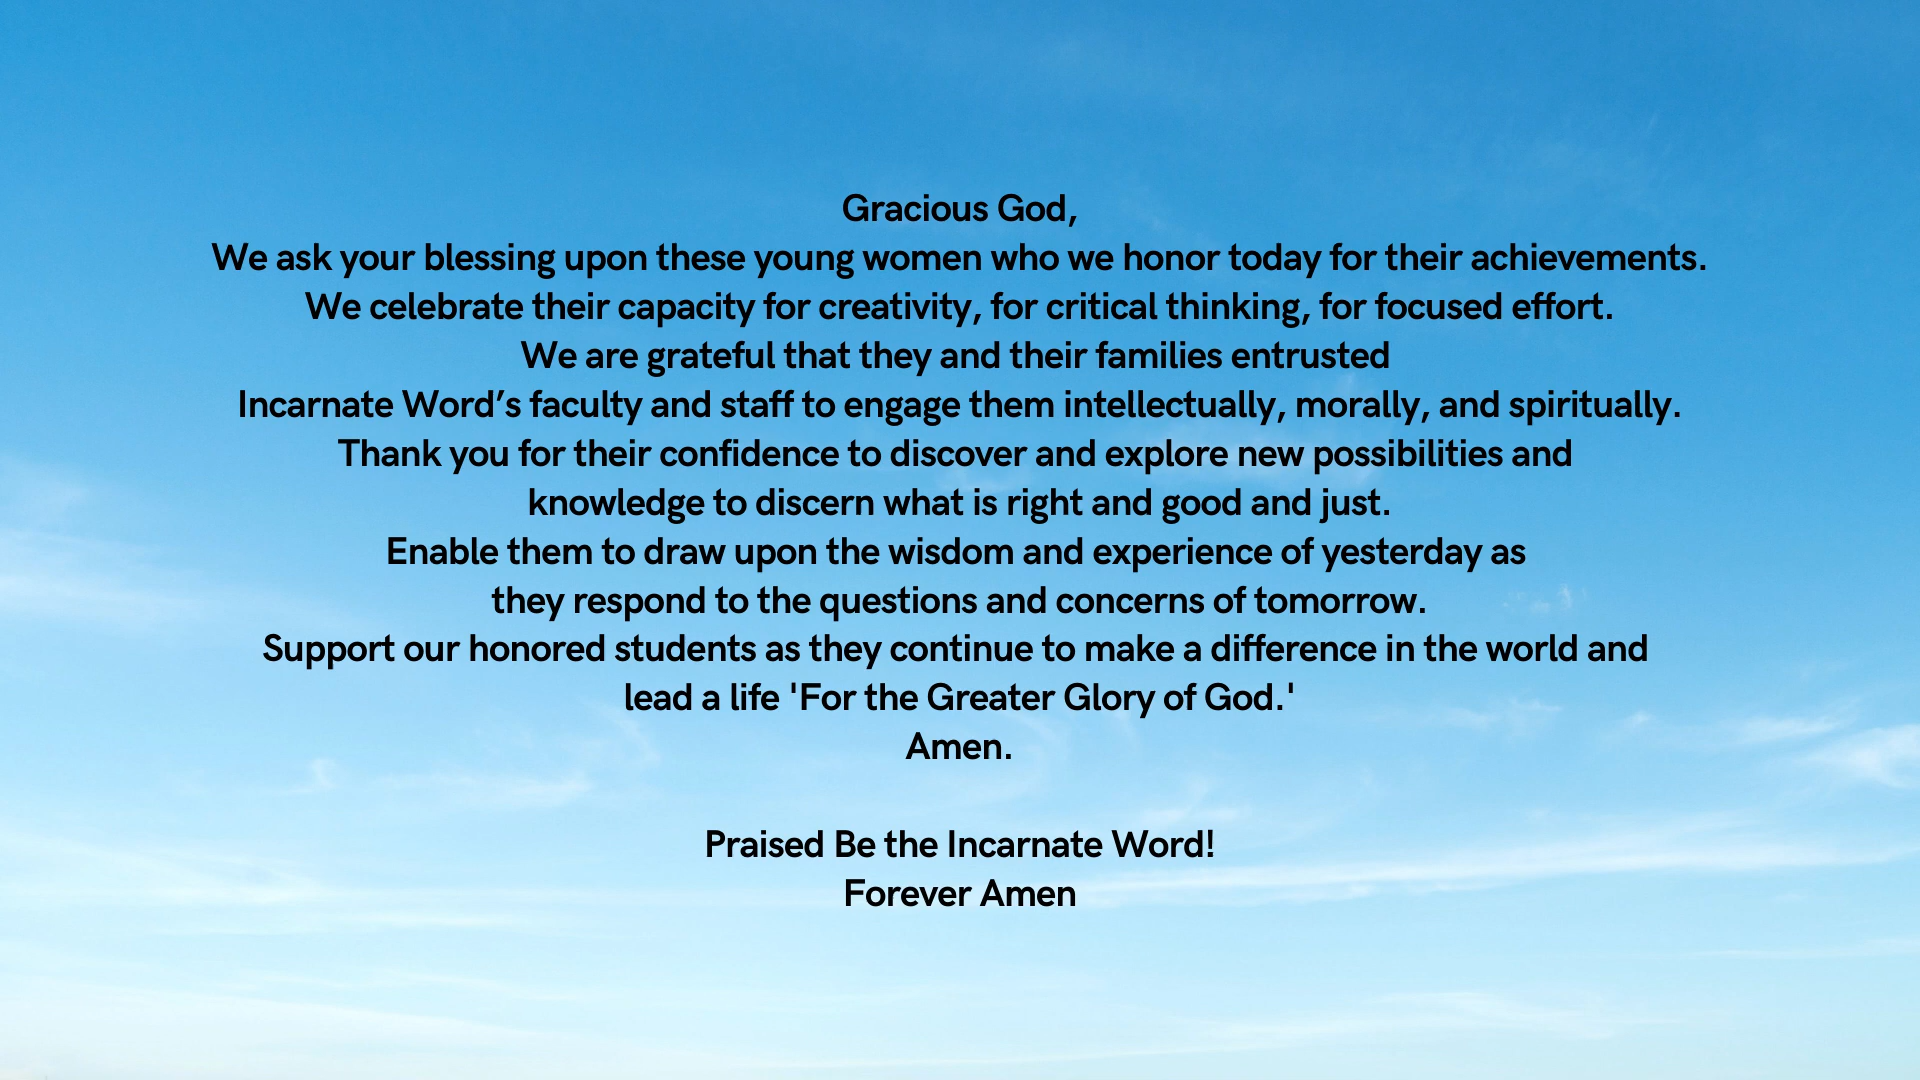 Gracious God,
We ask your blessing upon these young women who we honor today for their achievements.
We celebrate their capacity for creativity, for critical thinking, for focused effort.
We are grateful that they and their families entrusted
Incarnate Word’s faculty and staff to engage them intellectually, morally, and spiritually.
Thank you for their confidence to discover and explore new possibilities and
knowledge to discern what is right and good and just.
Enable them to draw upon the wisdom and experience of yesterday as
they respond to the questions and concerns of tomorrow.
Support our honored students as they continue to make a difference in the world and
lead a life 'For the Greater Glory of God.'
Amen.
Praised Be the Incarnate Word!
Forever Amen